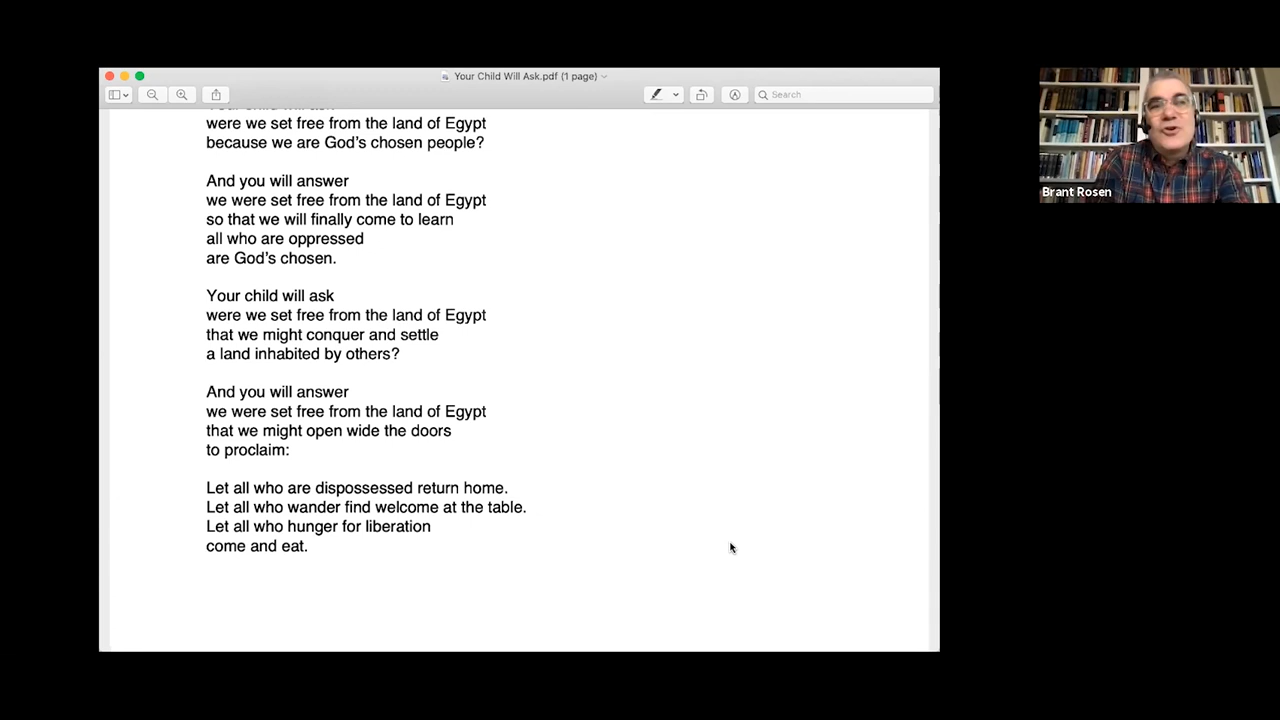 Your Child Will Ask.pdf (1 page)
Search
were we set free from the land of Egypt
because we are God's chosen people?
And you will answer
we were set free from the land of Egypt
so that we will finally come to learn
all who are oppressed
are God's chosen.
Your child will ask
were we set free from the land of Egypt
that we might conquer and settle
a land inhabited by others?
And you will answer
we were set free from the land of Egypt
that we might open wide the doors
to proclaim:
Let all who are dispossessed return home.
Let all who wander find welcome at the table.
Let all who hunger for liberation
come and eat.
Brant Rosen